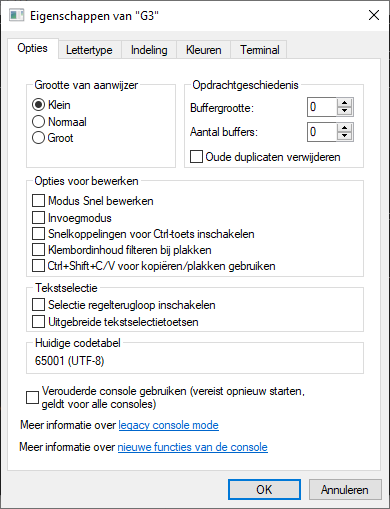 Eigenschappen van "G3"
Opties
Lettertype
Indeling
Kleuren
Terminal
Grootte van aanwijzer
Klein
Normaal
Groot
Opdrachtgeschiedenis
Buffergrootte:
0
Aantal buffers:
0
Oude duplicaten verwijderen
Opties voor bewerken
Modus Snel bewerken
Invoegmodus
Snelkoppelingen voor Ctrl-toets inschakelen
Klembordinhoud filteren bij plakken
Ctrl+Shift+C/V voor kopiëren/plakken gebruiken
Tekstselectie
Selectie regelterugloop inschakelen
Uitgebreide tekstselectietoetsen
Huidige codetabel
65001 (UTF-8)
Verouderde console gebruiken (vereist opnieuw starten,
geldt voor alle consoles)
Meer informatie over legacy console mode
Meer informatie over nieuwe functies van de console
OK
Annuleren